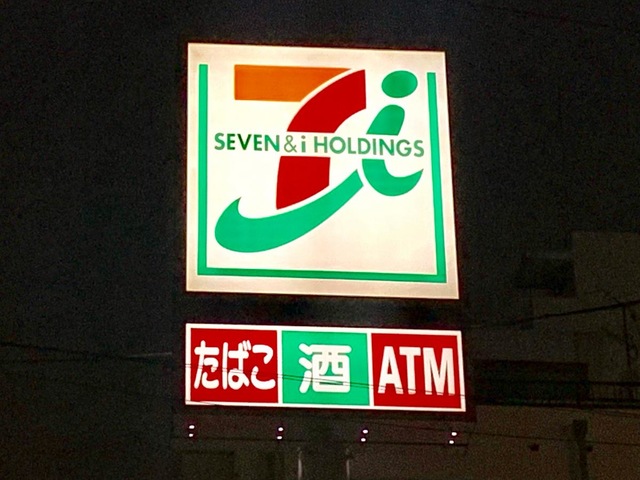 SEVEN & i HOLDINGS
たばこ 酒 ATM